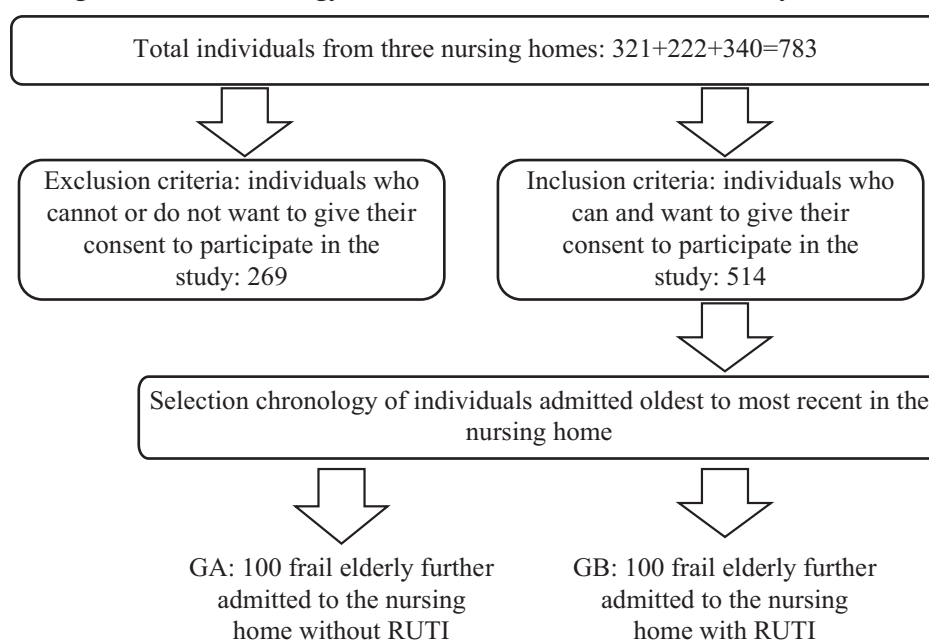 Total individuals from three nursing homes: 321+222+340=783
Exclusion criteria: individuals who
cannot or do not want to give their
consent to participate in the
study: 269
Inclusion criteria: individuals who
can and want to give their
consent to participate in the
study: 514
Selection chronology of individuals admitted oldest to most recent in the
nursing home
GA: 100 frail elderly further
admitted to the nursing
home without RUTI
GB: 100 frail elderly further
admitted to the nursing
home with RUTI